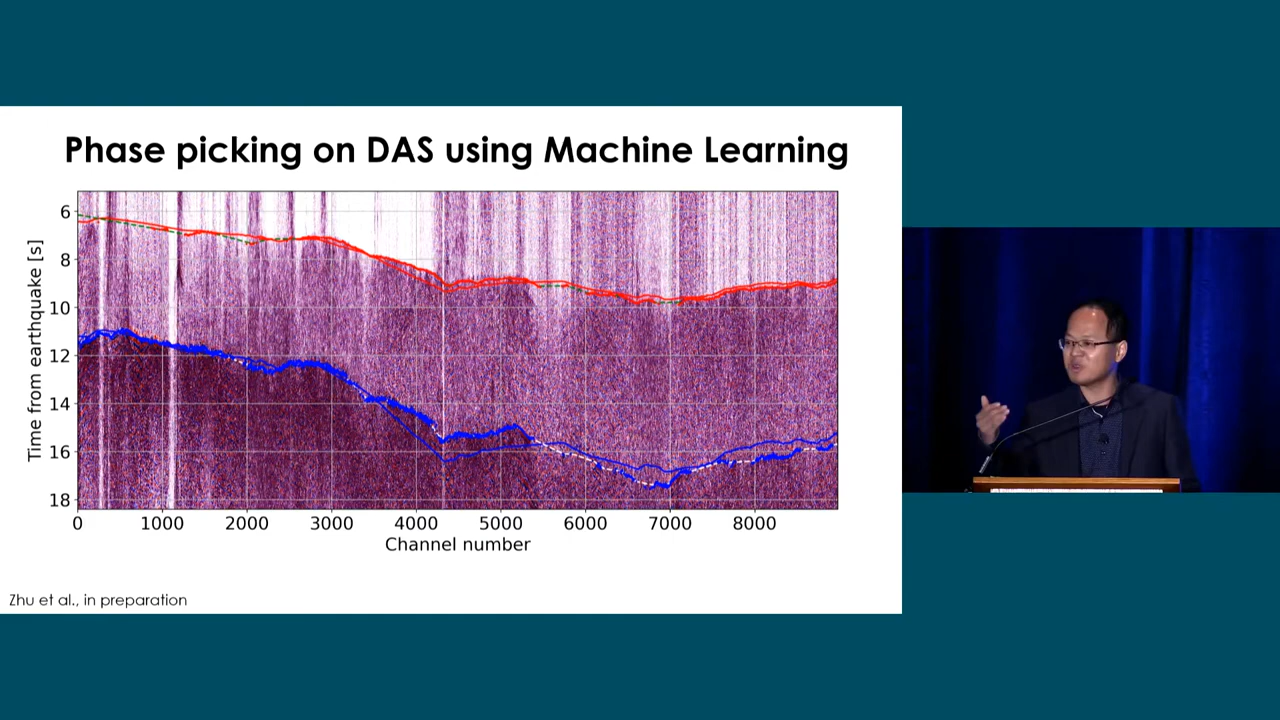 Phase picking on DAS using Machine Learning
Time from earthquake [s]
6
8
10
12
14
16
18
0 1000 2000 3000 4000 5000 6000 7000 8000
Channel number
Zhu et al., in preparation